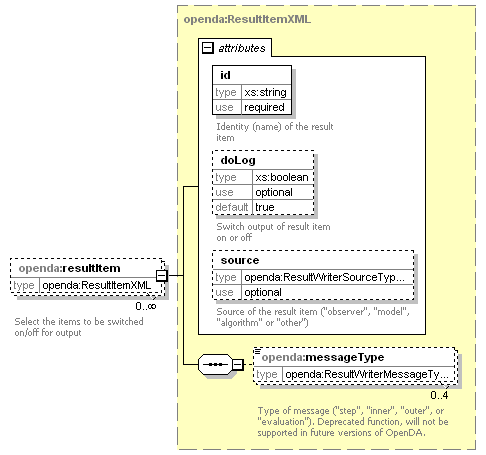 openda:ResultItemXML
attributes
id
type xs:string
use required
Identity (name) of the result
item
doLog
type xs:boolean
use optional
default true
Switch output of result item
on or off
source
type openda:ResultWriterSourceTyp...
use optional
Source of the result item ("observer", "model",
"algorithm" or "other")
openda:resultItem
type openda:ResultItemXML
0..∞
Select the items to be switched
on/off for output
openda:messageType
type openda:ResultWriterMessageTy...
0..4
Type of message ("step", "inner", "outer", or
"evaluation"). Deprecated function, will not be
supported in future versions of OpenDA.